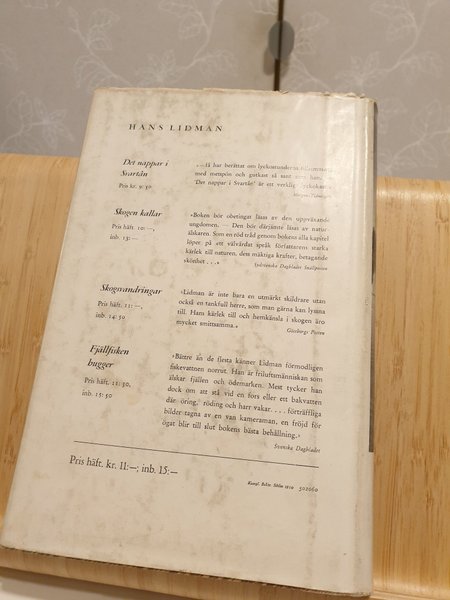 HANS LIDMAN
Det nappar i
Svartån
Pris kr. 9: 50
»—få har berättat om lyckostunderna tillsammans
med metspön och gutkast så sant som han.
'Det nappar i Svartån' är ett verkligt lyckokast.»
Skogen kallar
Pris häft. 10: —,
inb. 13: —
»Boken bör obetingat läsas av den uppväxande
ungdomen. — Den bör därjämte läsas av natur-
älskaren. Som en röd tråd genom bokens alla kapitel
löper på ett välvårdat språk författarens starka
kärlek till naturen, dess mäktiga krafter, betagande
skönhet . . .»
Sydsvenska Dagbladet Snällposten
Skogsvandringar
Pris häft. 11: —,
inb. 14: 50
»Lidman är inte bara en utmärkt skildrare utan
också en tankfull herre, som man gärna kan lyssna
till. Hans kärlek till och hemkänsla i skogen äro
mycket smittsamma.»
Göteborgs Posten
Fjällfisken
hugger
Pris häft. 11: 50,
inb. 15: 50
»Bättre än de flesta känner Lidman förmodligen
fiskevattnen norrut. Han är friluftsmänniskan som
älskar fjällen och ödemarken. Mest tycker han
dock om att stå vid en fors eller ett bakvatten
där öring, röding och harr vakar. . . . förträffliga
bilder tagna av en van kameraman, en fröjd för
ögat blir till slut bokens bästa behållning.»
Svenska Dagbladet
Pris häft. kr. 11:—; inb. 15:—
Kungl. Boktr. Sthlm 502060